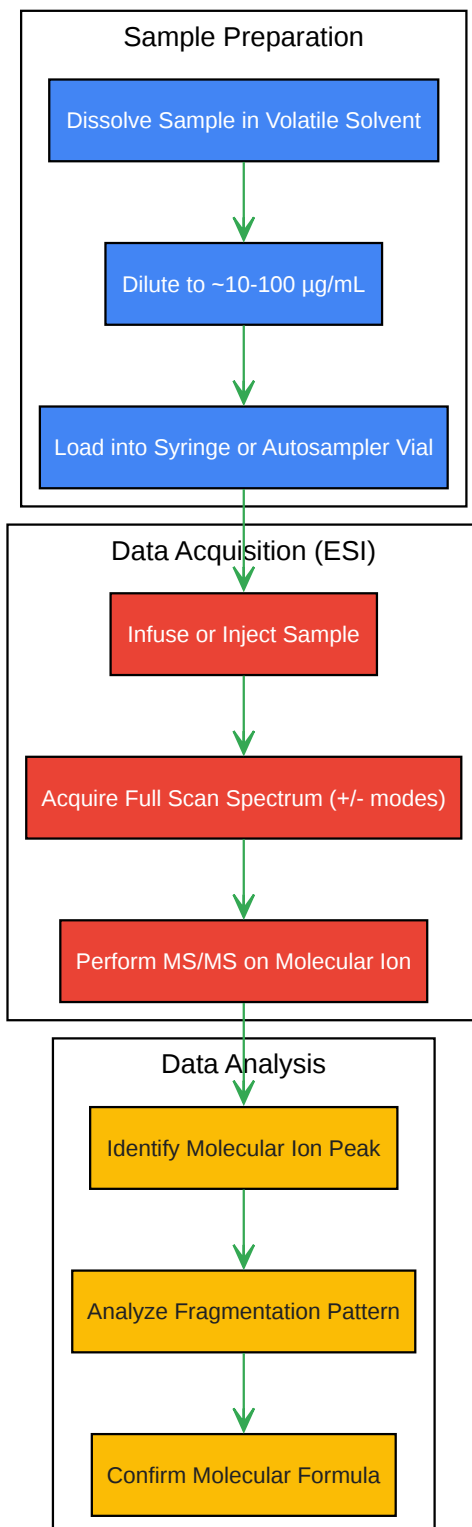 Sample Preparation
Dissolve Sample in Volatile Solvent
Dilute to ~10-100 µg/mL
Load into Syringe or Autosampler Vial
Data Acquisition (ESI)
Infuse or Inject Sample
Acquire Full Scan Spectrum (+/- modes)
Perform MS/MS on Molecular Ion
Data Analysis
Identify Molecular Ion Peak
Analyze Fragmentation Pattern
Confirm Molecular Formula